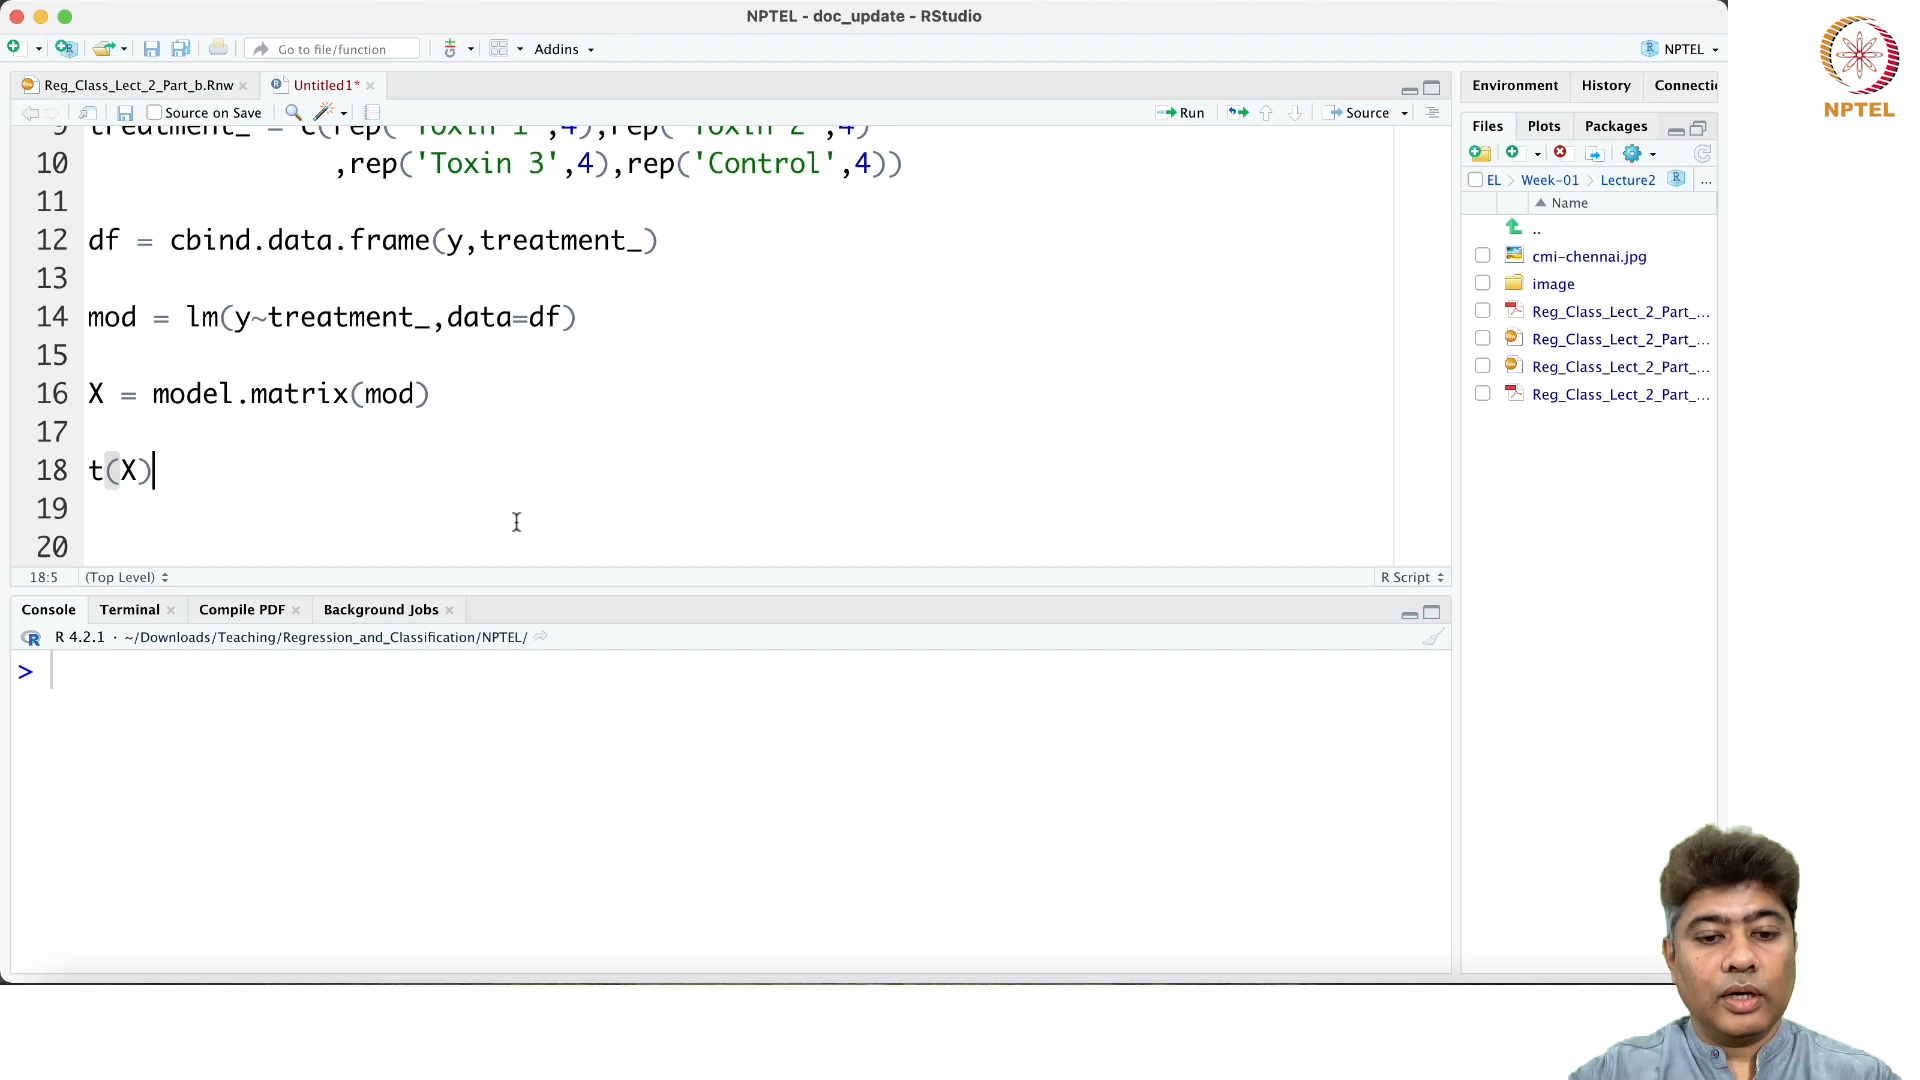 NPTEL - doc_update - RStudio
Go to file/function
Addins
NPTEL
NPTEL
Reg_Class_Lect_2_Part_b.Rnw
Untitled1*
Source on Save
Run
Source
9 treatment_ = c(rep('Toxin 1',4),rep('Toxin 2',4)
10 ,rep('Toxin 3',4),rep('Control',4))
11
12 df = cbind.data.frame(y,treatment_)
13
14 mod = lm(y~treatment_,data=df)
15
16 X = model.matrix(mod)
17
18 t(X)
19
20
18:5 (Top Level)
R Script
Console
Terminal
Compile PDF
Background Jobs
R 4.2.1 · ~/Downloads/Teaching/Regression_and_Classification/NPTEL/
>
Environment
History
Connecti
Files
Plots
Packages
EL > Week-01 > Lecture2
...
Name
..
cmi-chennai.jpg
image
Reg_Class_Lect_2_Part_...
Reg_Class_Lect_2_Part_...
Reg_Class_Lect_2_Part_...
Reg_Class_Lect_2_Part_...